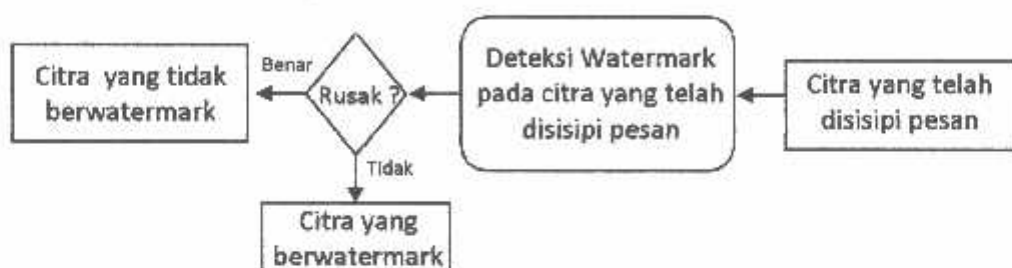 Citra yang tidak
berwatermark
Benar
Rusak ?
Tidak
Citra yang
berwatermark
Deteksi Watermark
pada citra yang telah
disisipi pesan
Citra yang telah
disisipi pesan